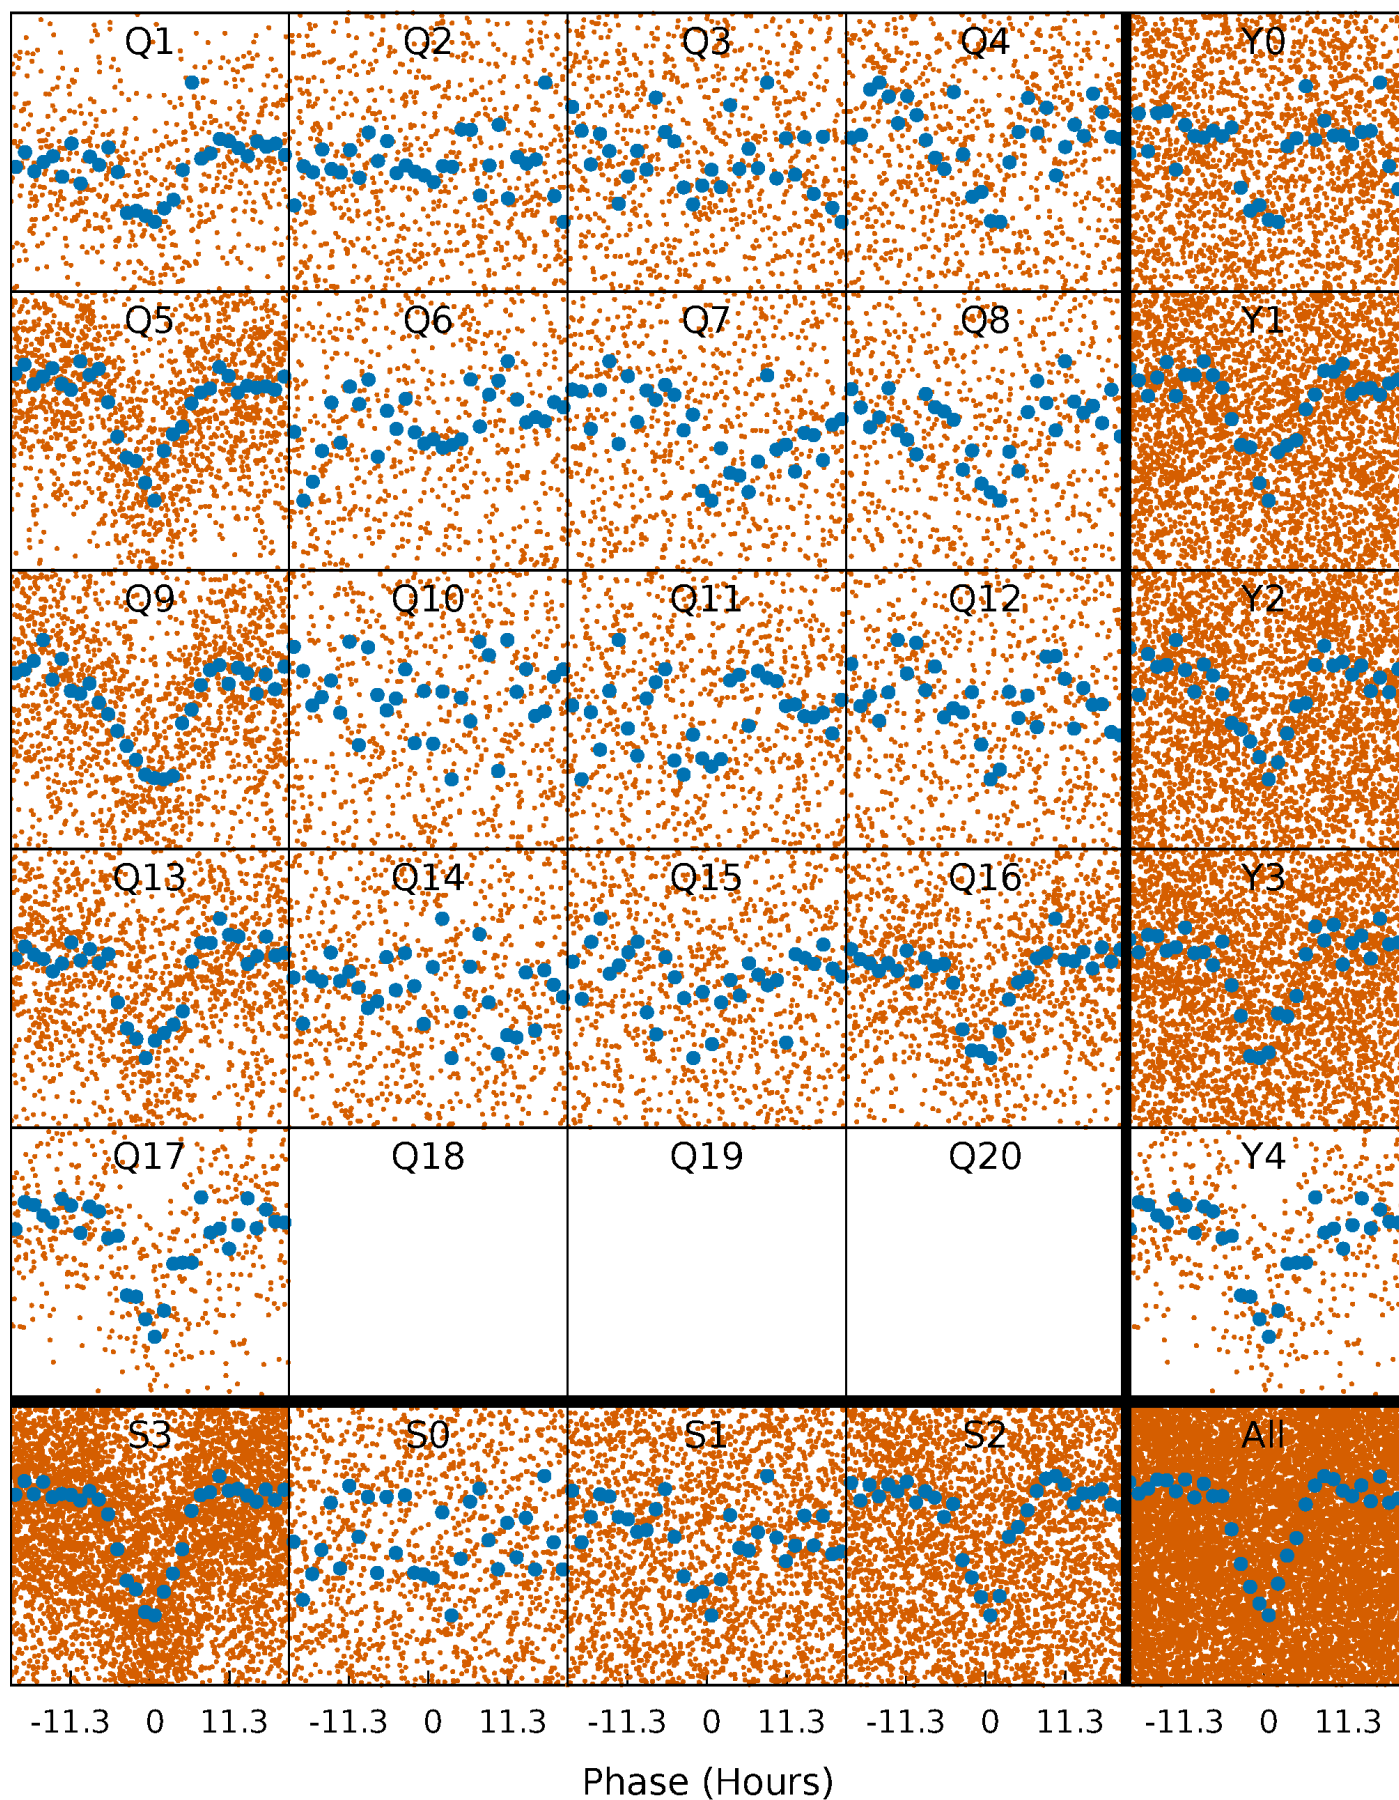 Q1 Q2 Q3 Q4 Y0
Q5 Q6 Q7 Q8 Y1
Q9 Q10 Q11 Q12 Y2
Q13 Q14 Q15 Q16 Y3
Q17 Q18 Q19 Q20 Y4
S3 S0 S1 S2 All
-11.3 0 11.3 -11.3 0 11.3 -11.3 0 11.3 -11.3 0 11.3 -11.3 0 11.3
Phase (Hours)